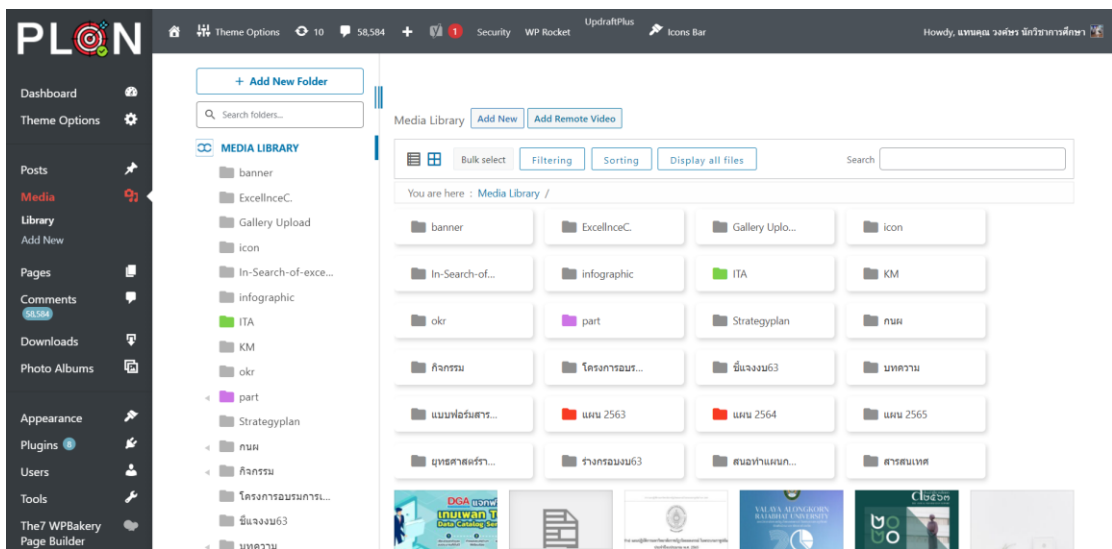 PLON
Theme Options 10 58,584 1 Security WP Rocket UpdraftPlus Icons Bar Howdy, แทนคุณ วงค์ษร นักวิชาการศึกษา
Dashboard
Theme Options
Posts
Media
Library
Add New
Pages
Comments
58,584
Downloads
Photo Albums
Appearance
Plugins 6
Users
Tools
The7 WPBakery
Page Builder
+ Add New Folder
Search folders...
MEDIA LIBRARY
banner
ExcellnceC.
Gallery Upload
icon
In-Search-of-exce...
infographic
ITA
KM
okr
part
Strategyplan
กนผ
กิจกรรม
โครงการอบรมการเ...
ชี้แจงงบ63
บทความ
Media Library Add New Add Remote Video
Bulk select Filtering Sorting Display all files Search
You are here : Media Library /
banner ExcellnceC. Gallery Uplo... icon
In-Search-of... infographic ITA KM
okr part Strategyplan กนผ
กิจกรรม โครงการอบร... ชี้แจงงบ63 บทความ
แบบฟอร์มสาร... แผน 2563 แผน 2564 แผน 2565
ยุทธศาสตร์รา... ร่างกรอบงบ63 สนอทำแผนก... สารสนเทศ
VALAYA ALONGKORN
RAJABHAT UNIVERSITY